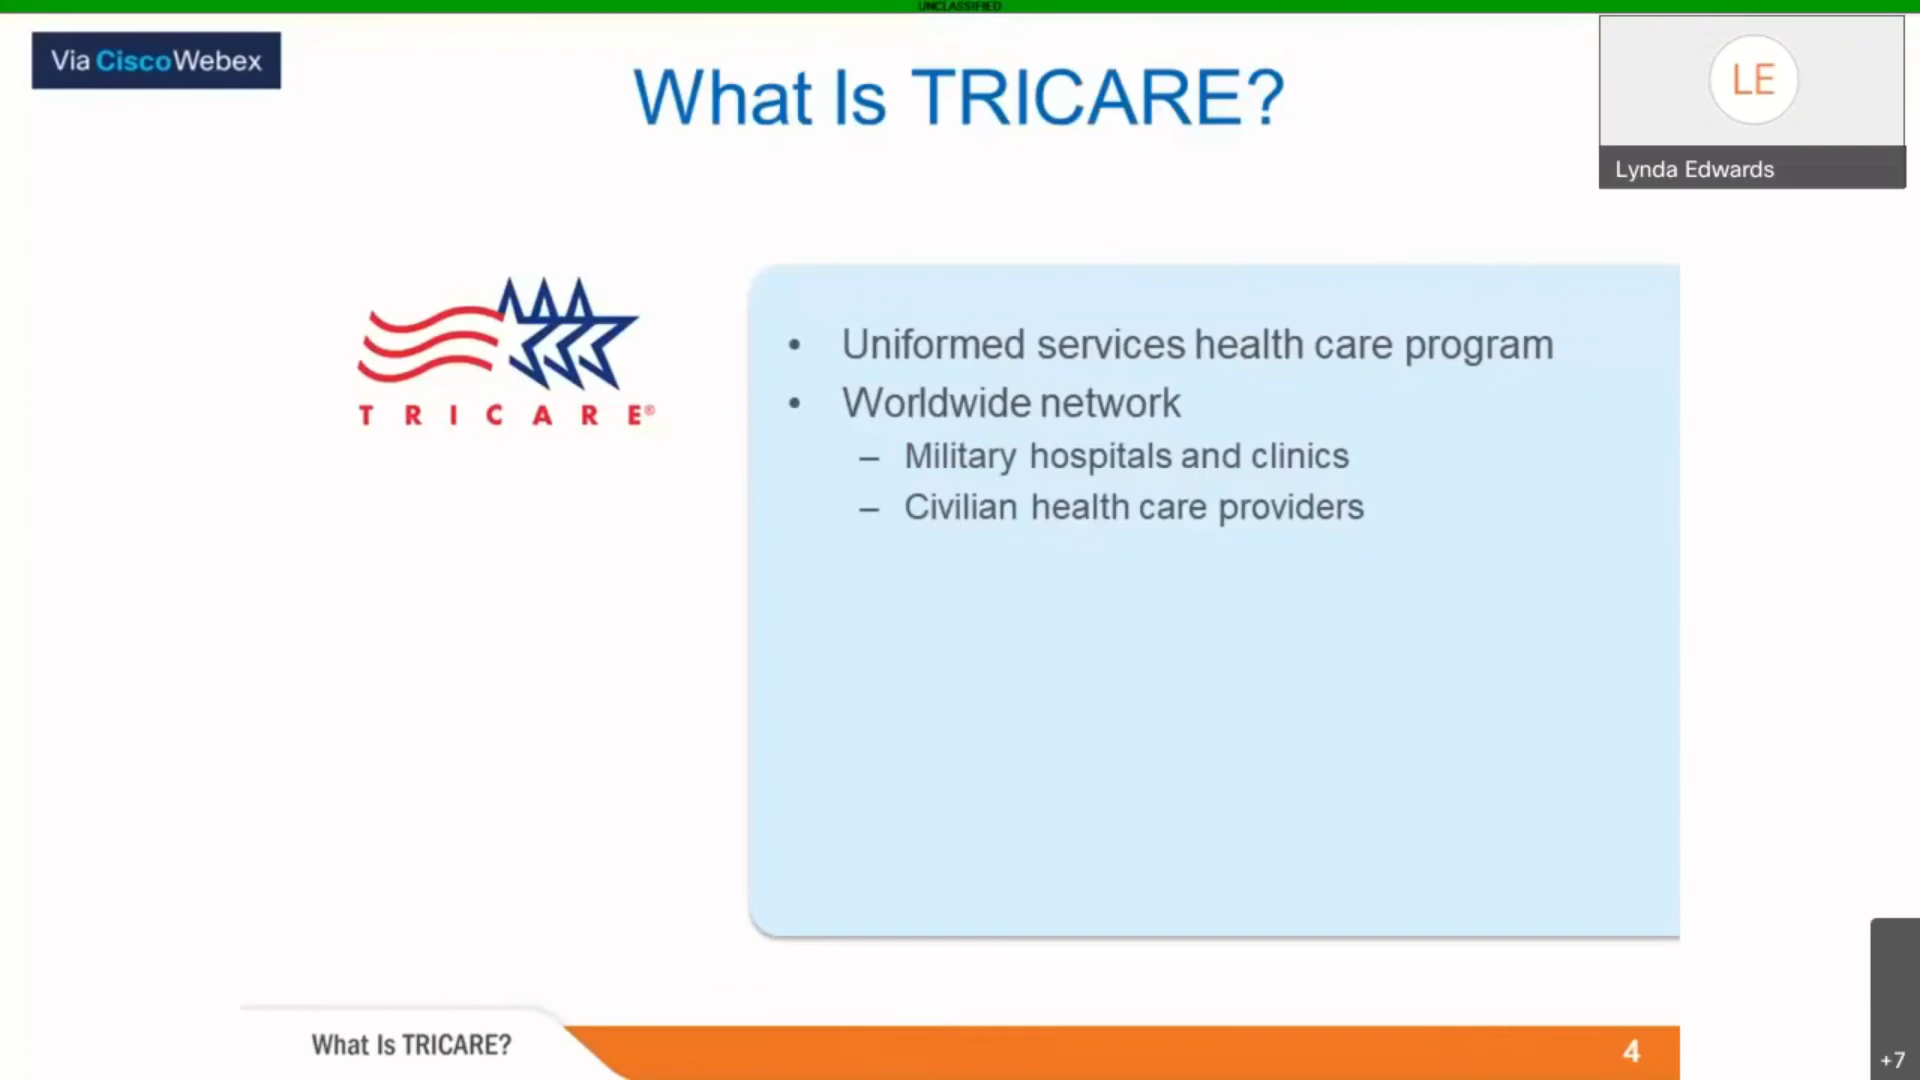 UNCLASSIFIED
Via CiscoWebex
What Is TRICARE?
LE
Lynda Edwards
TRICARE®
• Uniformed services health care program
• Worldwide network
– Military hospitals and clinics
– Civilian health care providers
What Is TRICARE?
4
+7